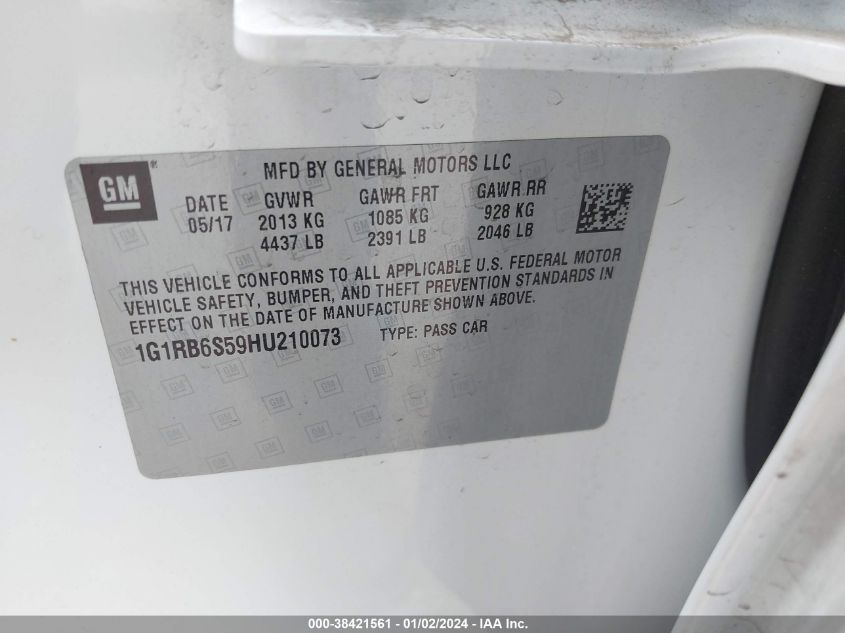 GM
MFD BY GENERAL MOTORS LLC
DATE GVWR GAWR FRT GAWR RR
05/17 2013 KG 1085 KG 928 KG
4437 LB 2391 LB 2046 LB
THIS VEHICLE CONFORMS TO ALL APPLICABLE U.S. FEDERAL MOTOR
VEHICLE SAFETY, BUMPER, AND THEFT PREVENTION STANDARDS IN
EFFECT ON THE DATE OF MANUFACTURE SHOWN ABOVE.
1G1RB6S59HU210073 TYPE: PASS CAR
000-38421561 - 01/02/2024 - IAAI.com